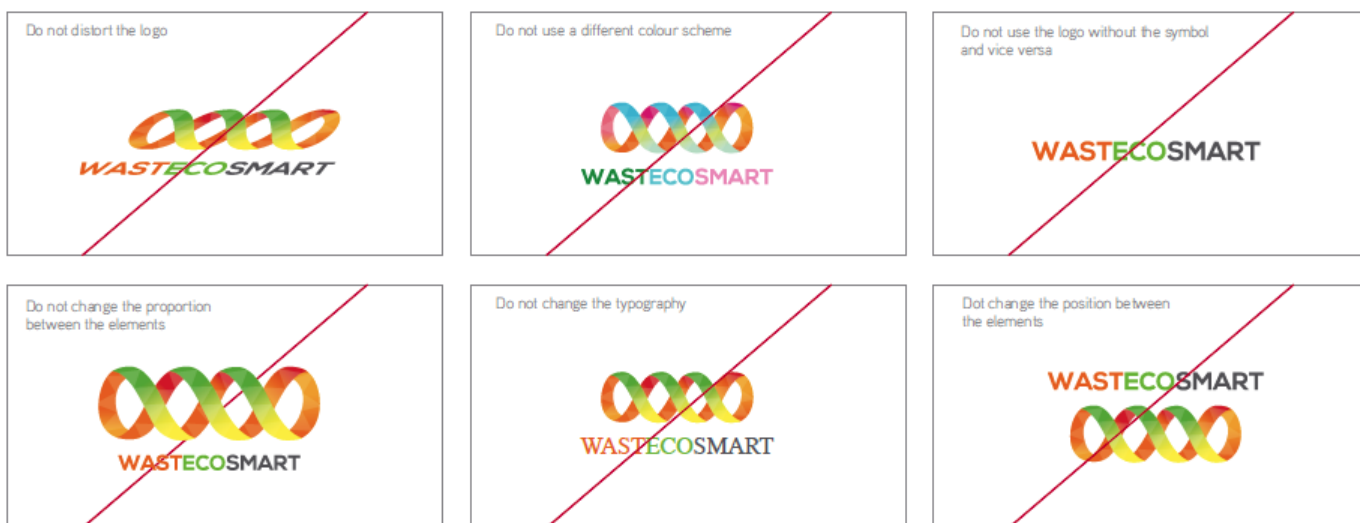 Do not distort the logo
WASTECOSMART
Do not use a different colour scheme
WASTECOSMART
Do not use the logo without the symbol
and vice versa
WASTECOSMART
Do not change the proportion
between the elements
WASTECOSMART
Do not change the typography
WASTECOSMART
Dot change the position between
the elements
WASTECOSMART